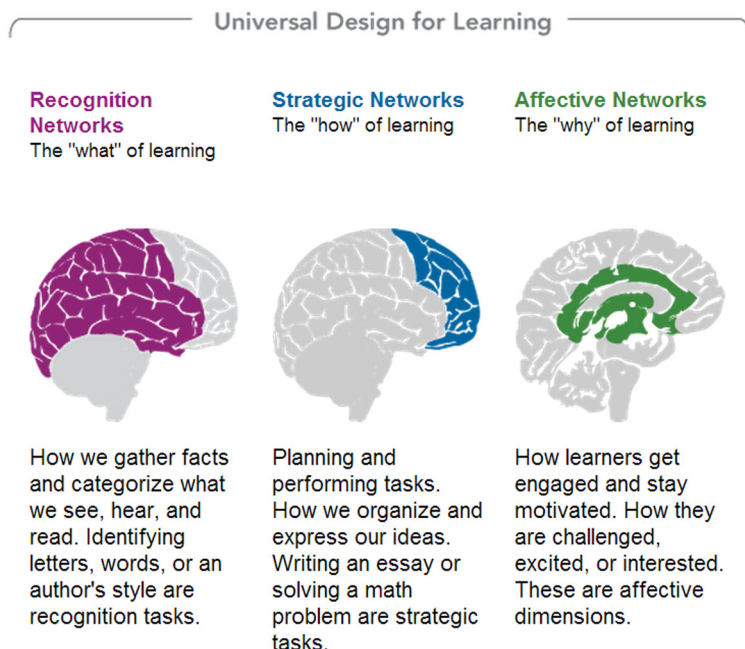 Universal Design for Learning
Recognition
Networks
The "what" of learning
Strategic Networks
The "how" of learning
Affective Networks
The "why" of learning
How we gather facts
and categorize what
we see, hear, and
read. Identifying
letters, words, or an
author's style are
recognition tasks.
Planning and
performing tasks.
How we organize and
express our ideas.
Writing an essay or
solving a math
problem are strategic
tasks.
How learners get
engaged and stay
motivated. How they
are challenged,
excited, or interested.
These are affective
dimensions.